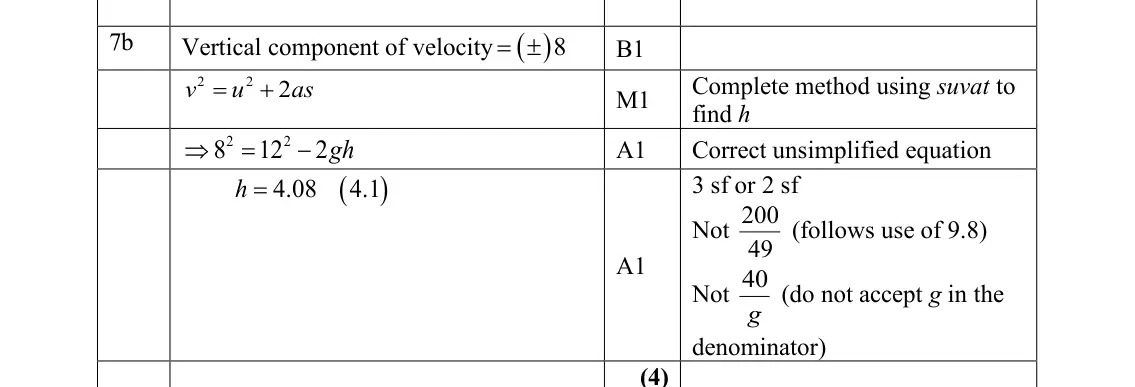 7b Vertical component of velocity = (±)8 B1
v² = u² + 2as M1 Complete method using suvat to
find h
⇒ 8² = 12² − 2gh A1 Correct unsimplified equation
h = 4.08 (4.1) A1 3 sf or 2 sf
Not 200/49 (follows use of 9.8)
Not 40/g (do not accept g in the
denominator)
(4)